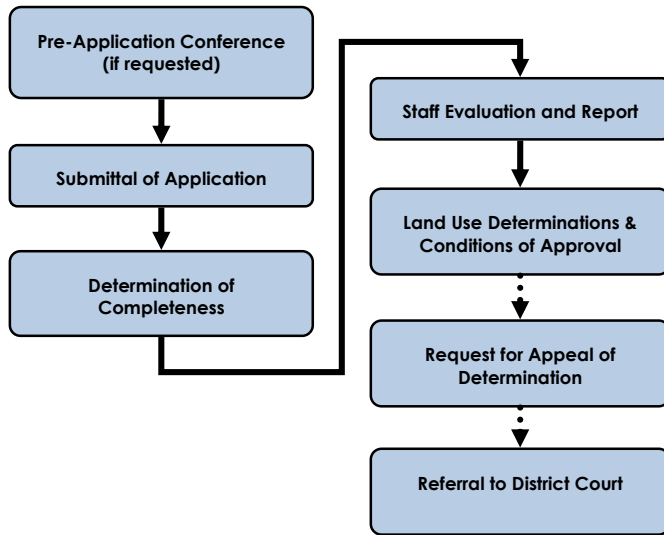 Pre-Application Conference
(if requested)
Submittal of Application
Determination of
Completeness
Staff Evaluation and Report
Land Use Determinations &
Conditions of Approval
Request for Appeal of
Determination
Referral to District Court